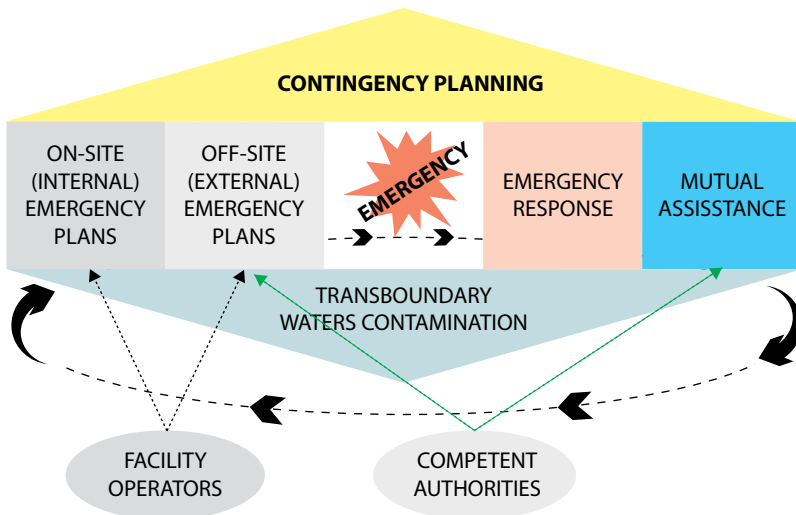 CONTINGENCY PLANNING
ON-SITE
(INTERNAL)
EMERGENCY
PLANS
OFF-SITE
(EXTERNAL)
EMERGENCY
PLANS
EMERGENCY
EMERGENCY
RESPONSE
MUTUAL
ASSISSTANCE
TRANSBOUNDARY
WATERS CONTAMINATION
FACILITY
OPERATORS
COMPETENT
AUTHORITIES